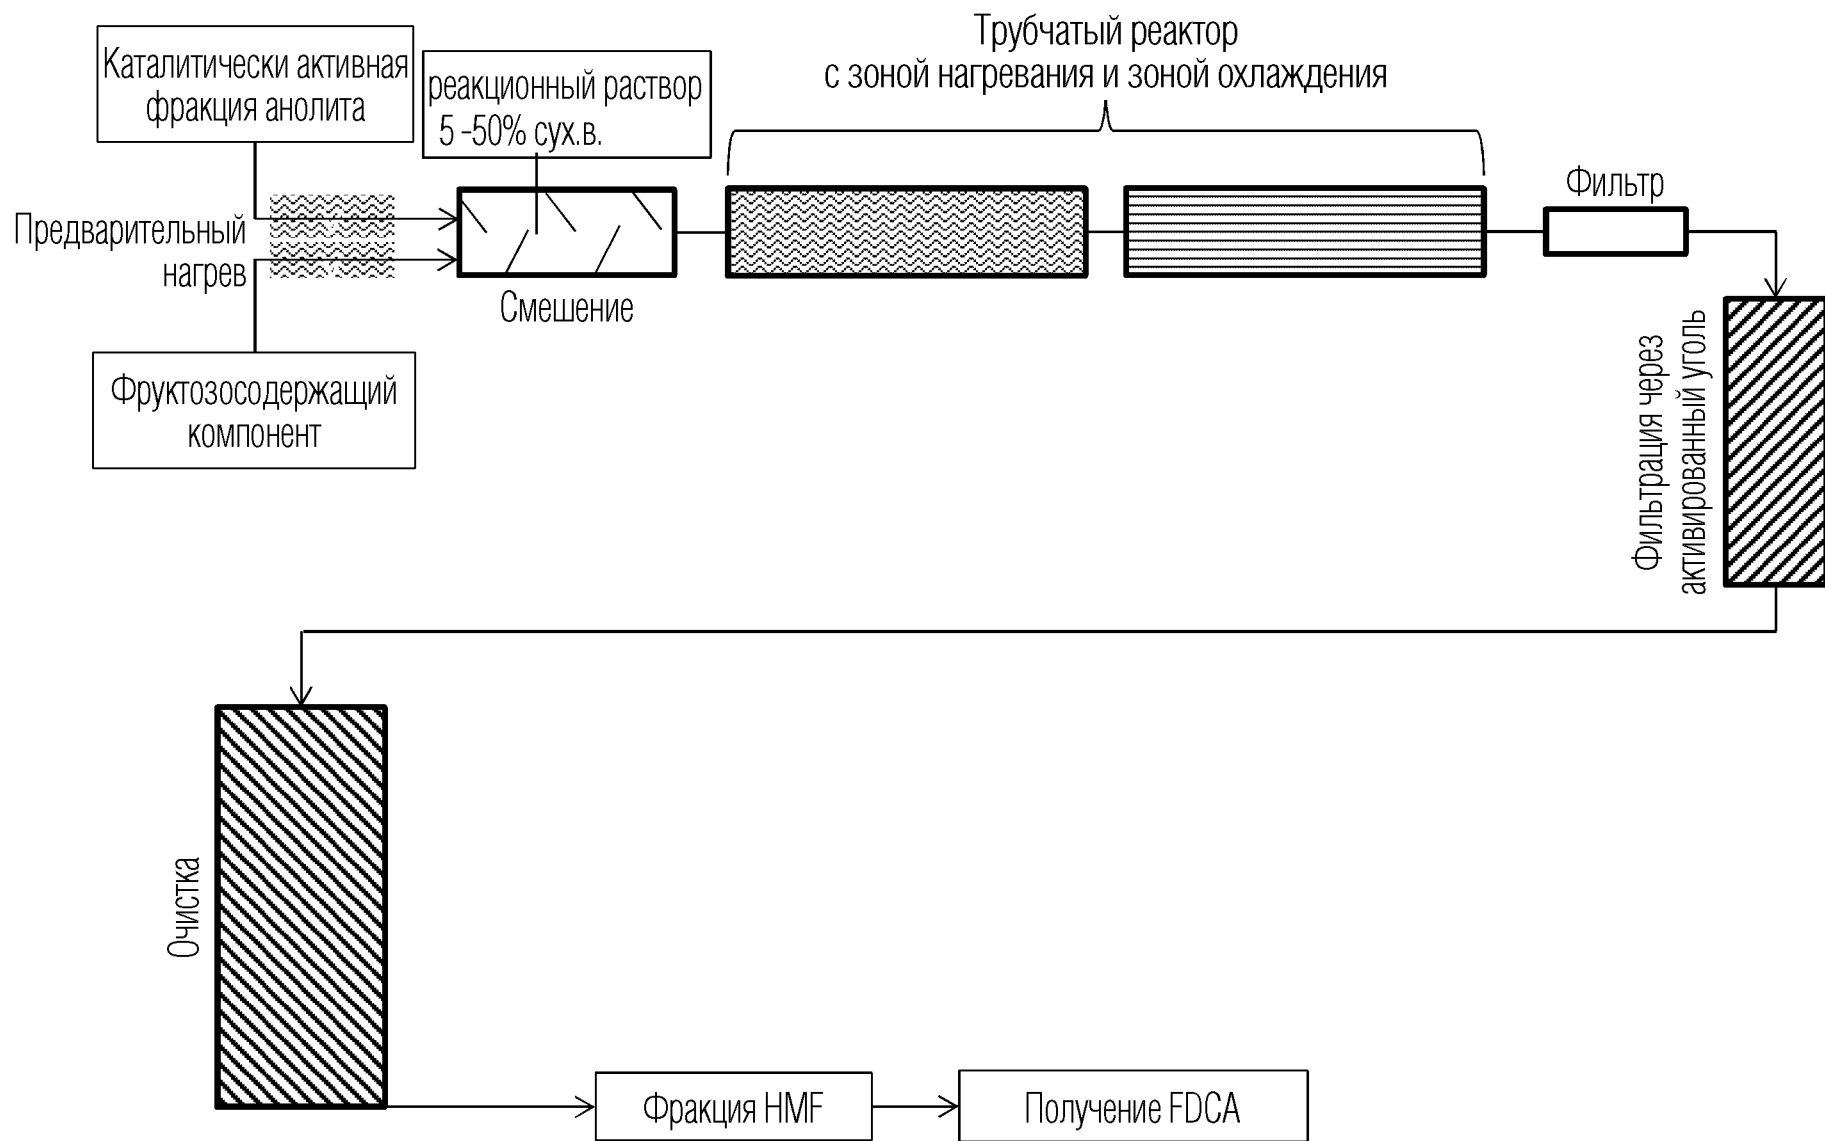 Трубчатый реактор
с зоной нагревания и зоной охлаждения
Каталитически активная
фракция анолита
реакционный раствор
5 -50% сух.в.
Фильтр
Предварительный
нагрев
Смешение
Фруктозосодержащий
компонент
Фильтрация через
активированный уголь
Очистка
Фракция HMF
Получение FDCA